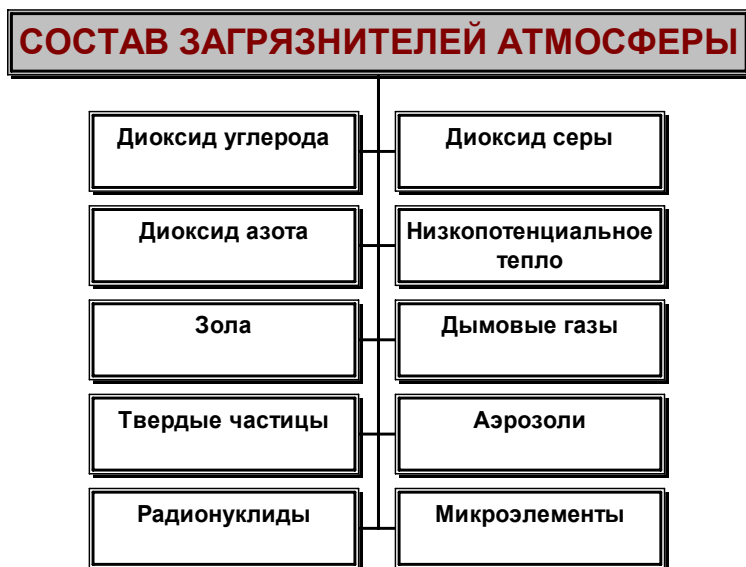 СОСТАВ ЗАГРЯЗНИТЕЛЕЙ АТМОСФЕРЫ
Диоксид углерода
Диоксид серы
Диоксид азота
Низкопотенциальное
тепло
Зола
Дымовые газы
Твердые частицы
Аэрозоли
Радионуклиды
Микроэлементы